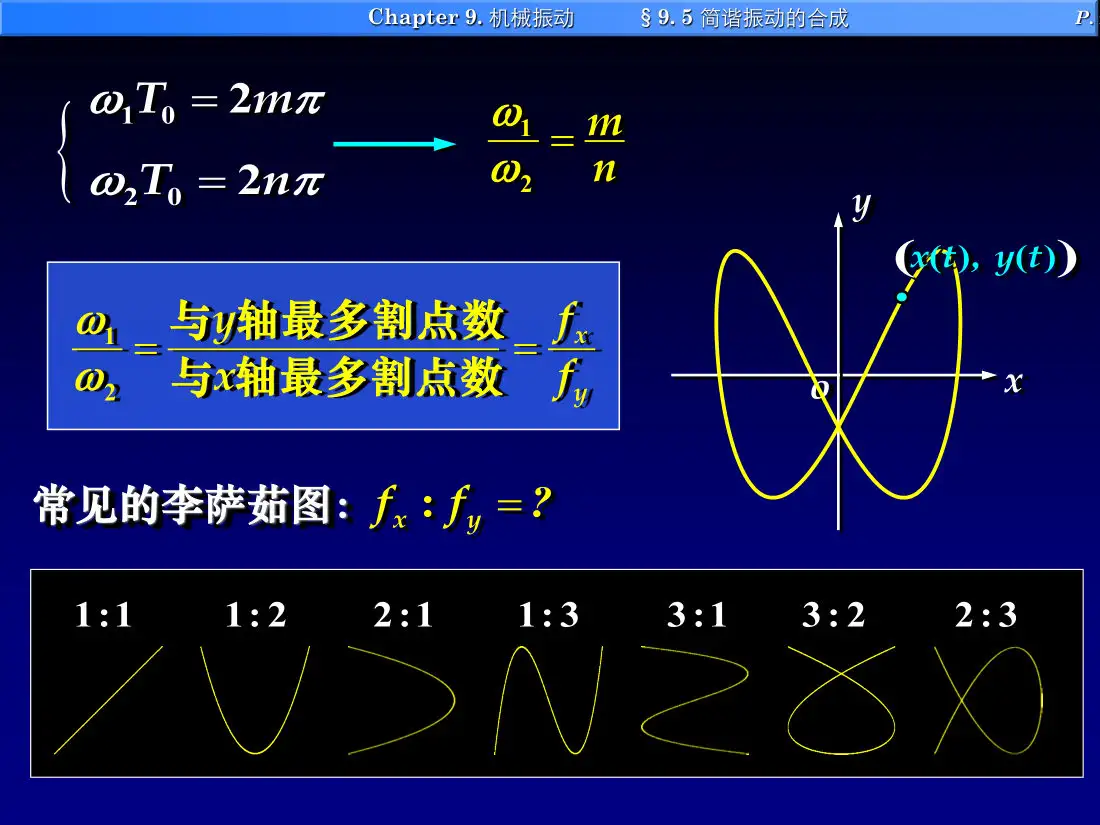 Chapter 9. 机械振动 §9.5 简谐振动的合成 P.
ω₁T₀ = 2mπ
ω₂T₀ = 2nπ
ω₁/ω₂ = m/n
y
(x(t), y(t))
o
x
ω₁/ω₂ = 与y轴最多割点数/与x轴最多割点数 = fₓ/f_y
常见的李萨茹图: fₓ : f_y = ?
1:1 1:2 2:1 1:3 3:1 3:2 2:3